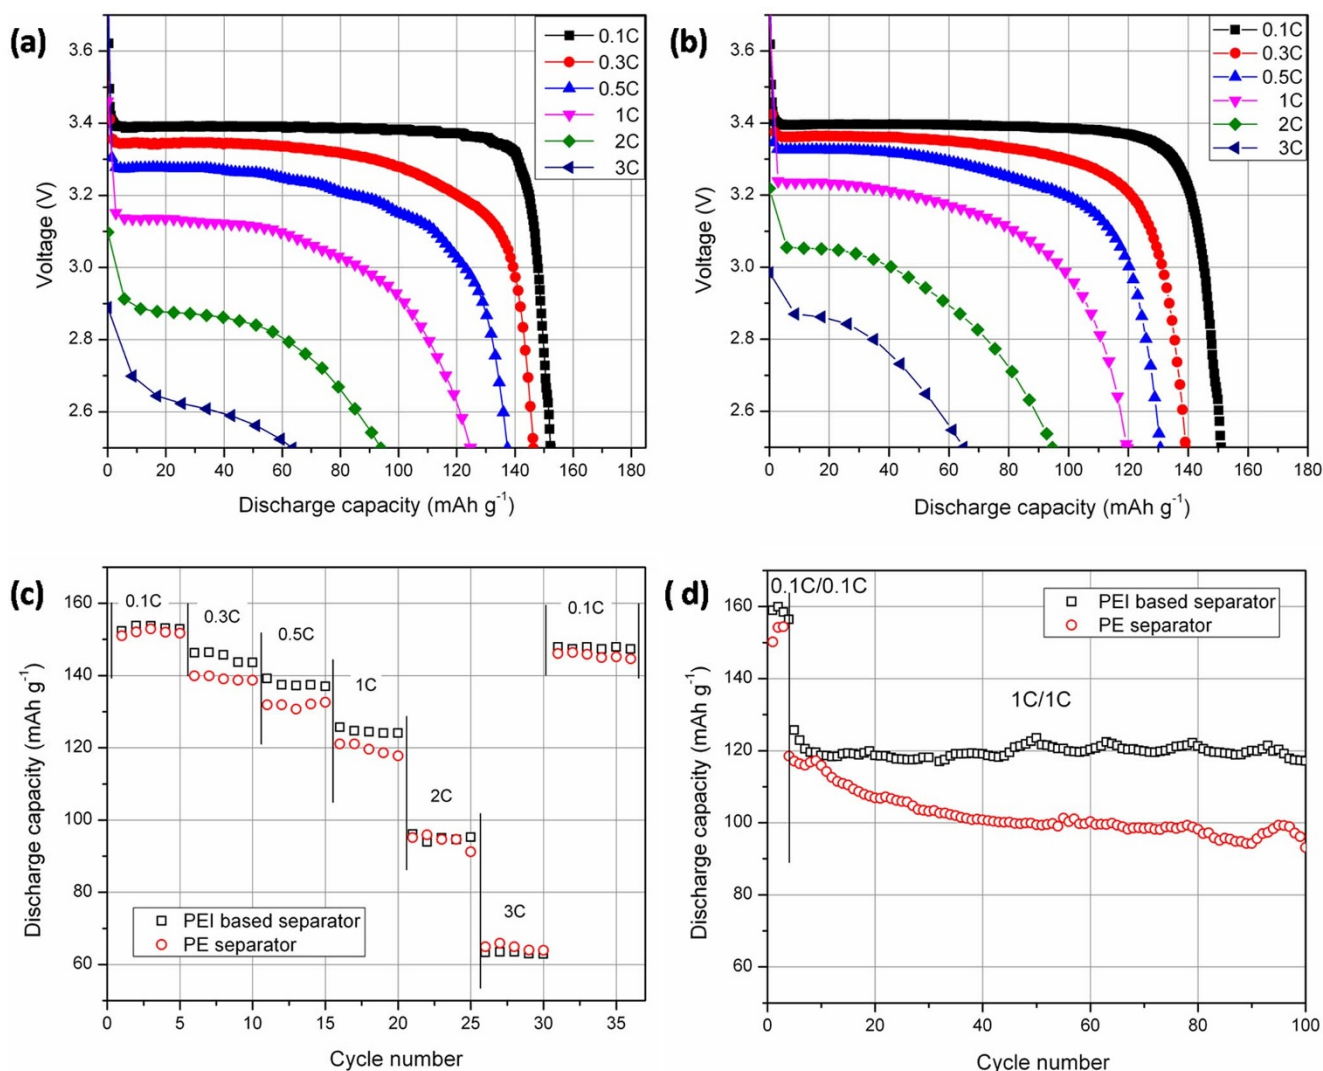 (a)
3.6
3.4
3.2
3.0
2.8
2.6
Voltage (V)
0.1C
0.3C
0.5C
1C
2C
3C
0 20 40 60 80 100 120 140 160 180
Discharge capacity (mAh g⁻¹)
(b)
3.6
3.4
3.2
3.0
2.8
2.6
Voltage (V)
0.1C
0.3C
0.5C
1C
2C
3C
0 20 40 60 80 100 120 140 160 180
Discharge capacity (mAh g⁻¹)
(c)
160
140
120
100
80
60
Discharge capacity (mAh g⁻¹)
0.1C
0.3C
0.5C
1C
2C
3C
0.1C
PEI based separator
PE separator
0 5 10 15 20 25 30 35
Cycle number
(d)
160
140
120
100
80
60
Discharge capacity (mAh g⁻¹)
0.1C/0.1C
1C/1C
PEI based separator
PE separator
0 20 40 60 80 100
Cycle number